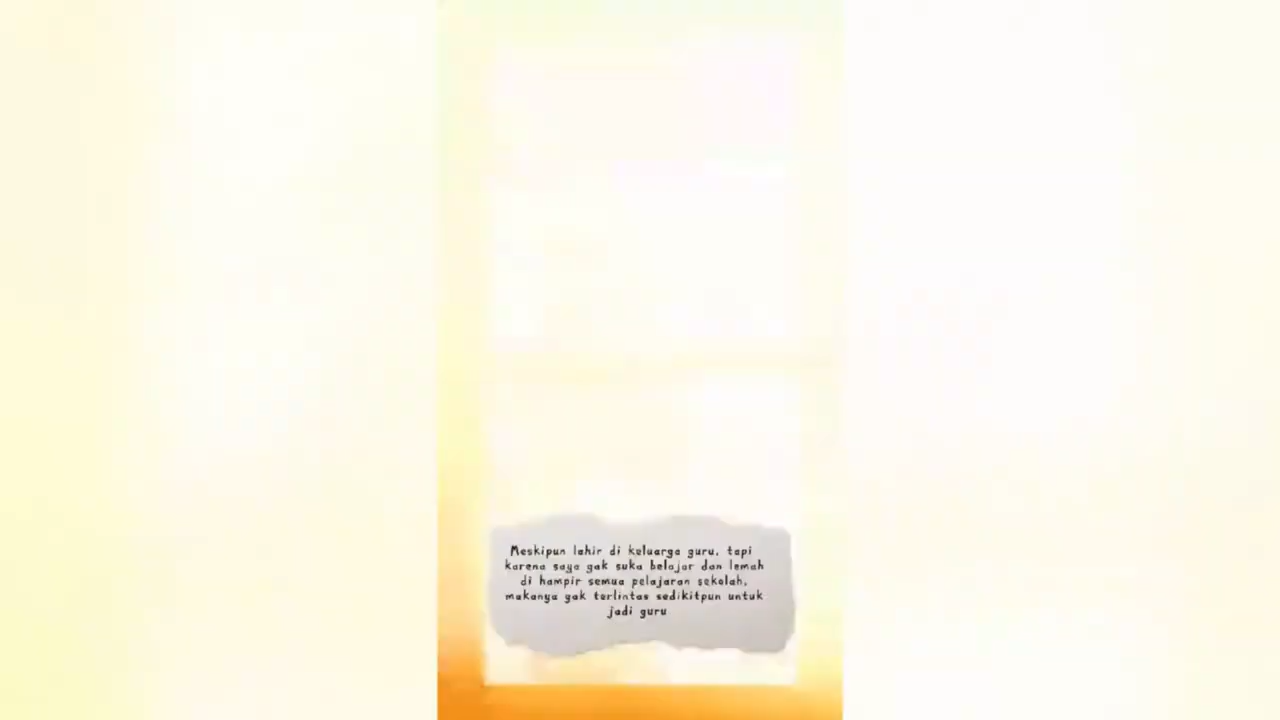 Meskipun lahir di keluarga guru, tapi
karena saya gak suka belajar dan lemah
di hampir semua pelajaran sekolah,
makanya gak terlintas sedikitpun untuk
jadi guru